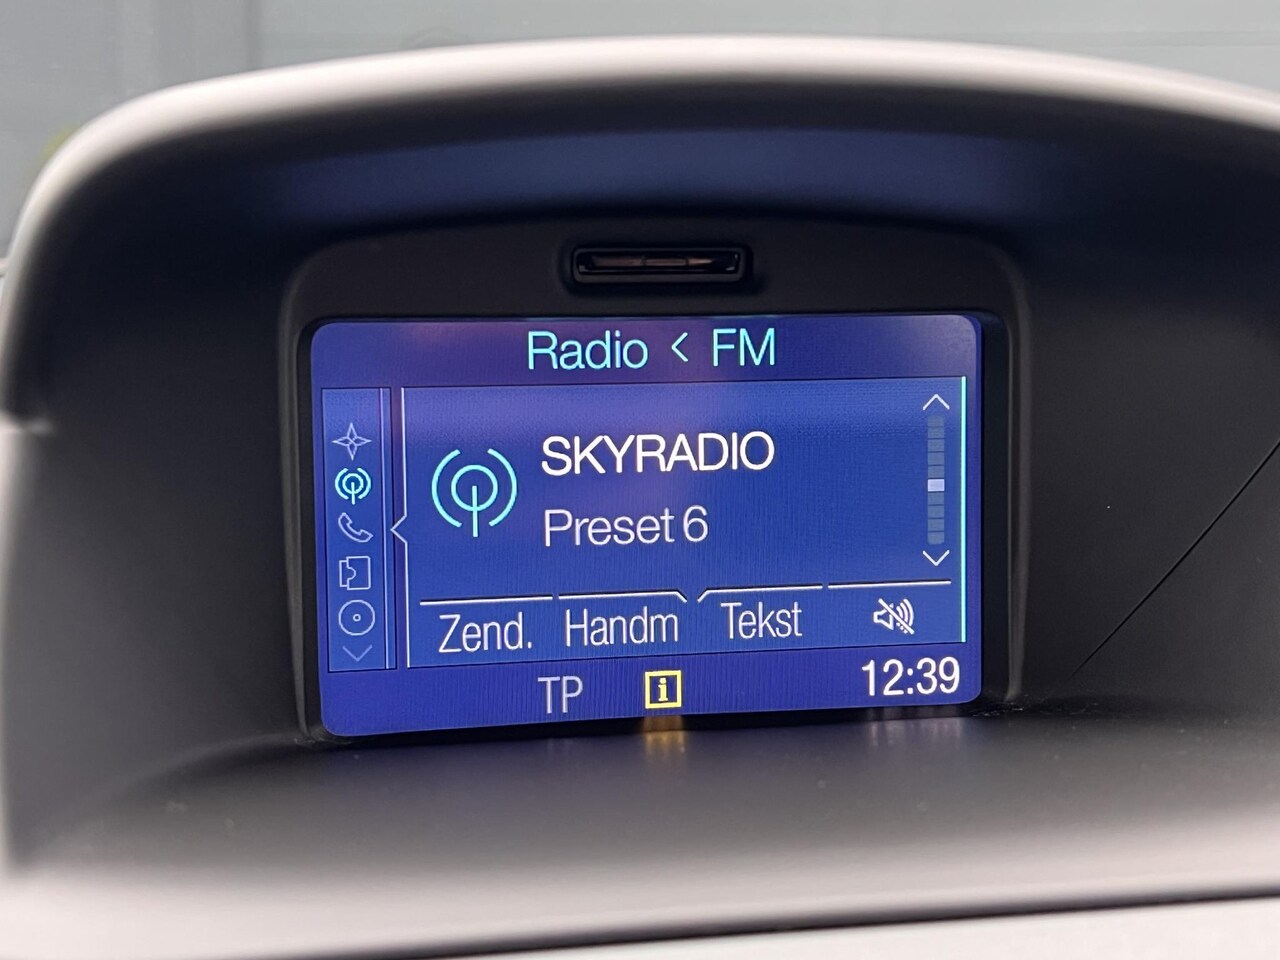 Radio < FM
SKYRADIO
Preset 6
Zend. Handm Tekst
TP i 12:39